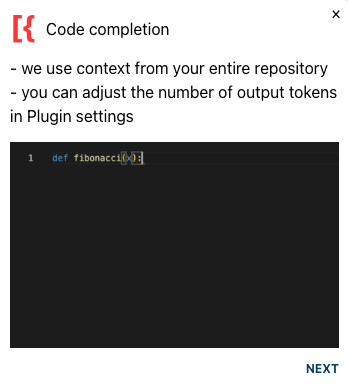 ×
[{ Code completion
- we use context from your entire repository
- you can adjust the number of output tokens
in Plugin settings
1 def fibonacci(x):
NEXT